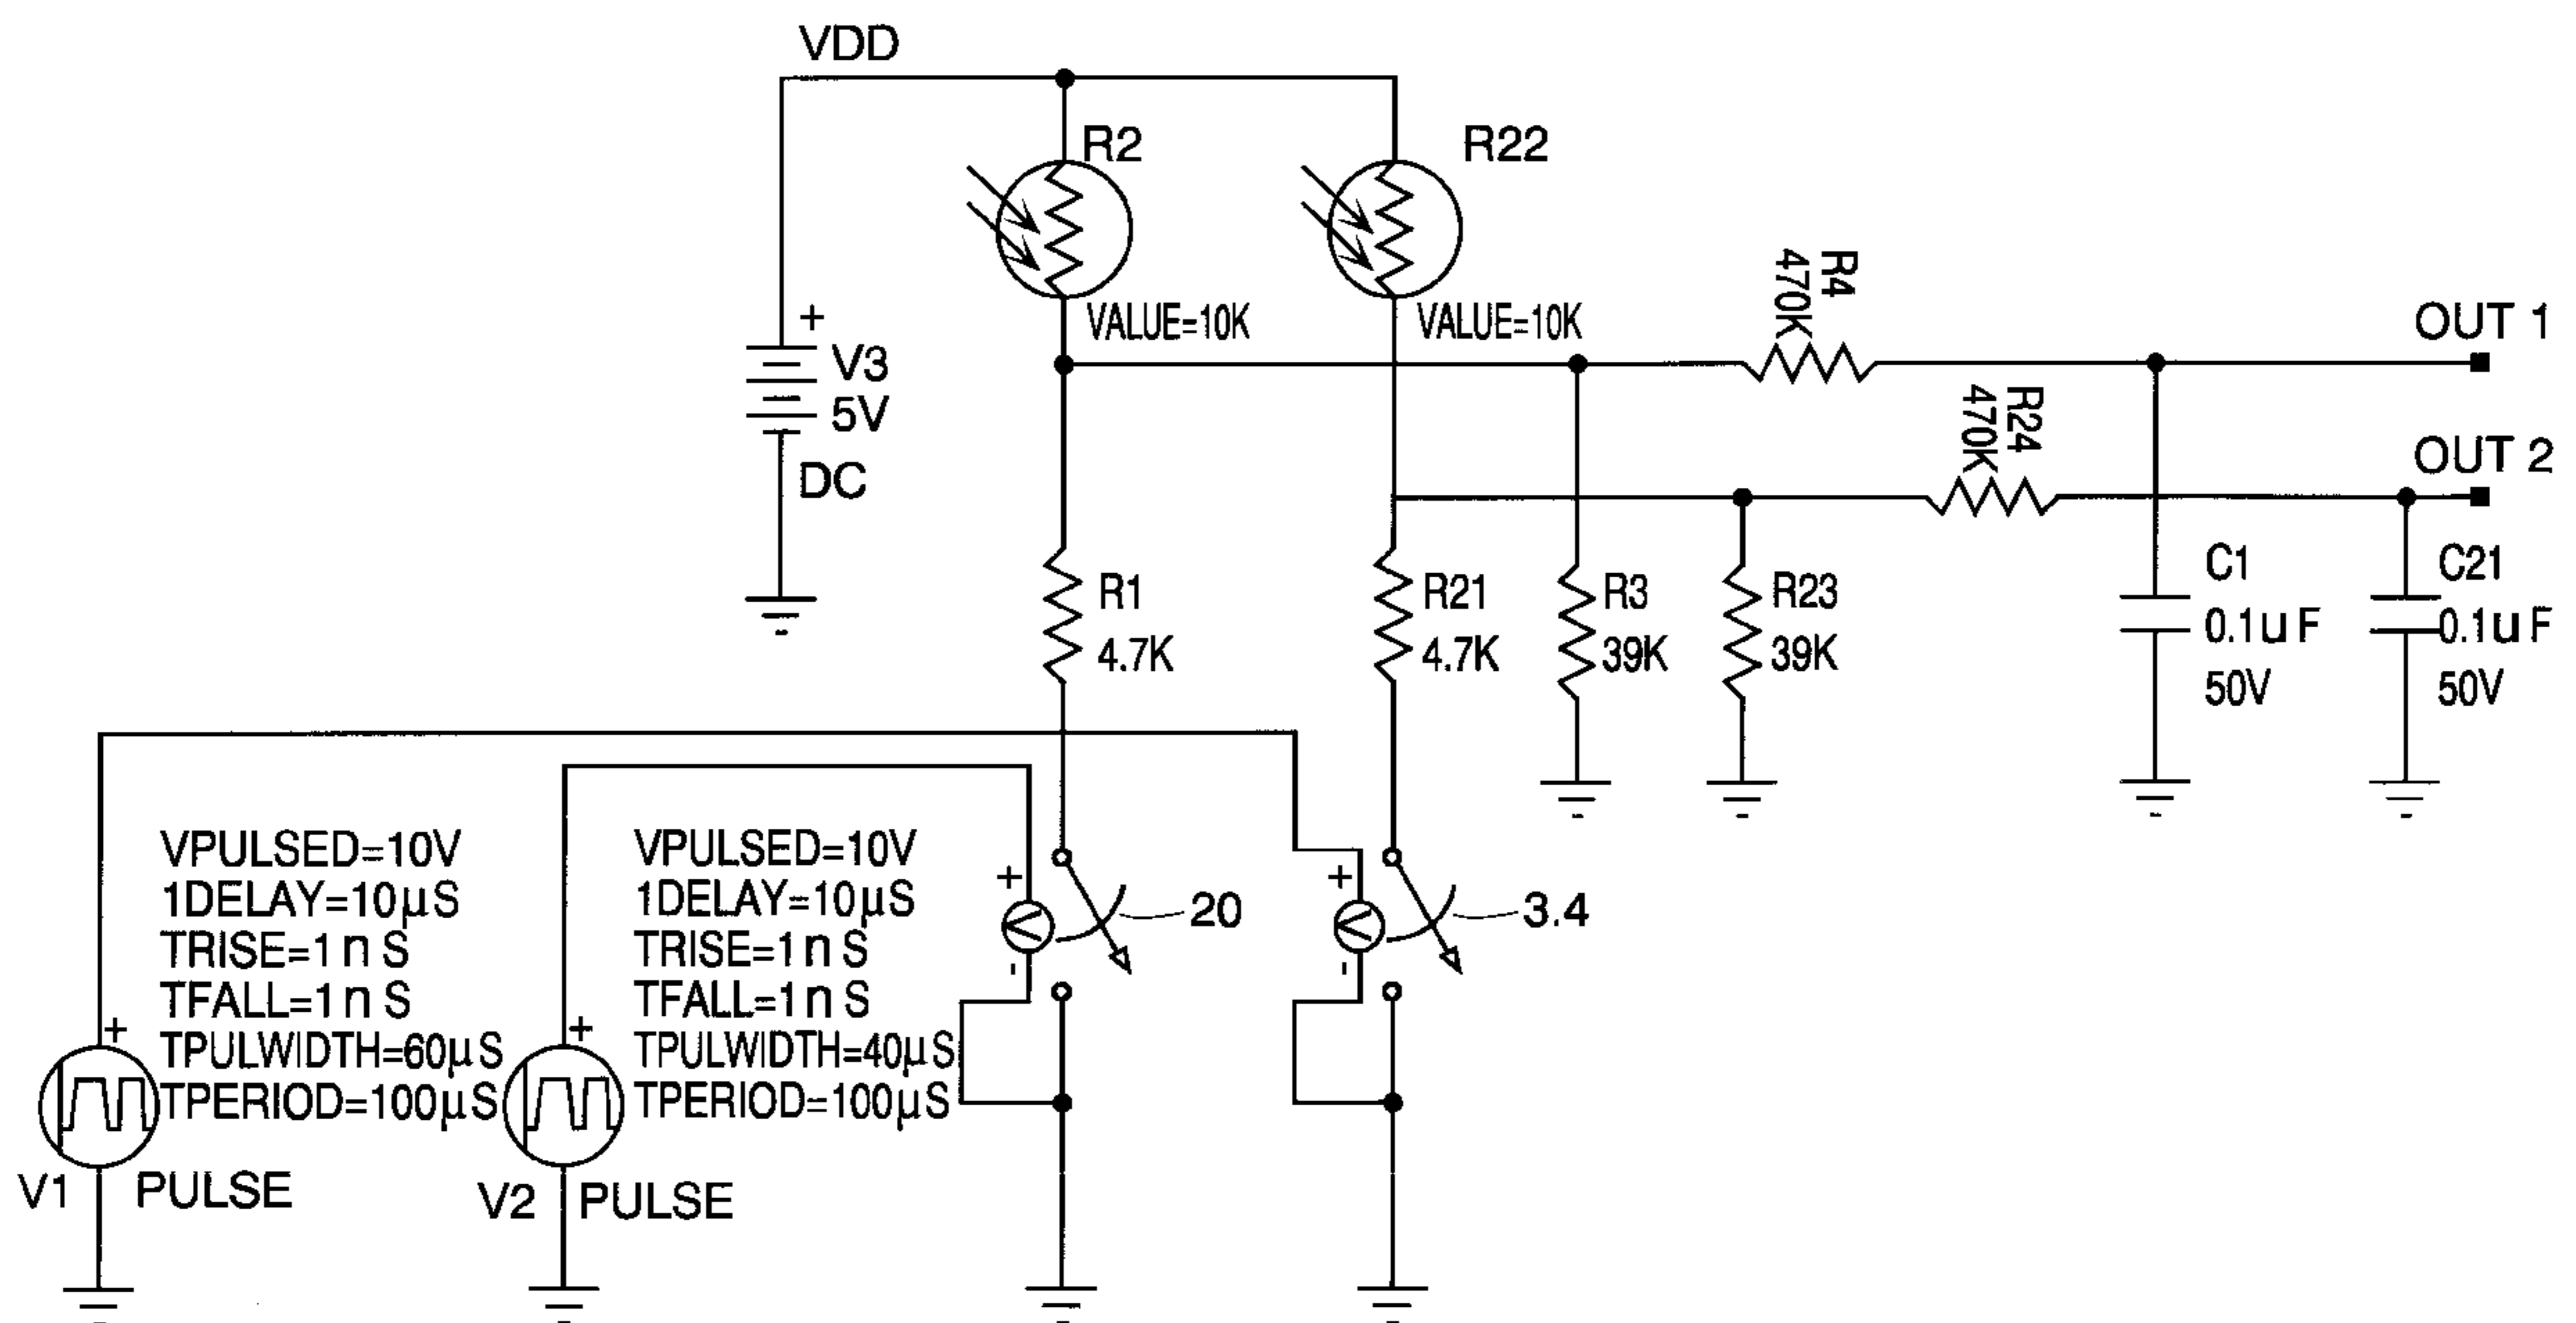 VDD
R2
R22
VALUE=10K
VALUE=10K
R4
470K
OUT 1
+
V3
5V
DC
R24
470K
OUT 2
R1
4.7K
R21
4.7K
R3
39K
R23
39K
C1
0.1uF
50V
C21
0.1uF
50V
VPULSED=10V
1DELAY=10µS
TRISE=1nS
TFALL=1nS
TPULWIDTH=60µS
TPERIOD=100µS
+
V1
PULSE
VPULSED=10V
1DELAY=10µS
TRISE=1nS
TFALL=1nS
TPULWIDTH=40µS
TPERIOD=100µS
+
V2
PULSE
+
V
-
20
+
V
-
3.4